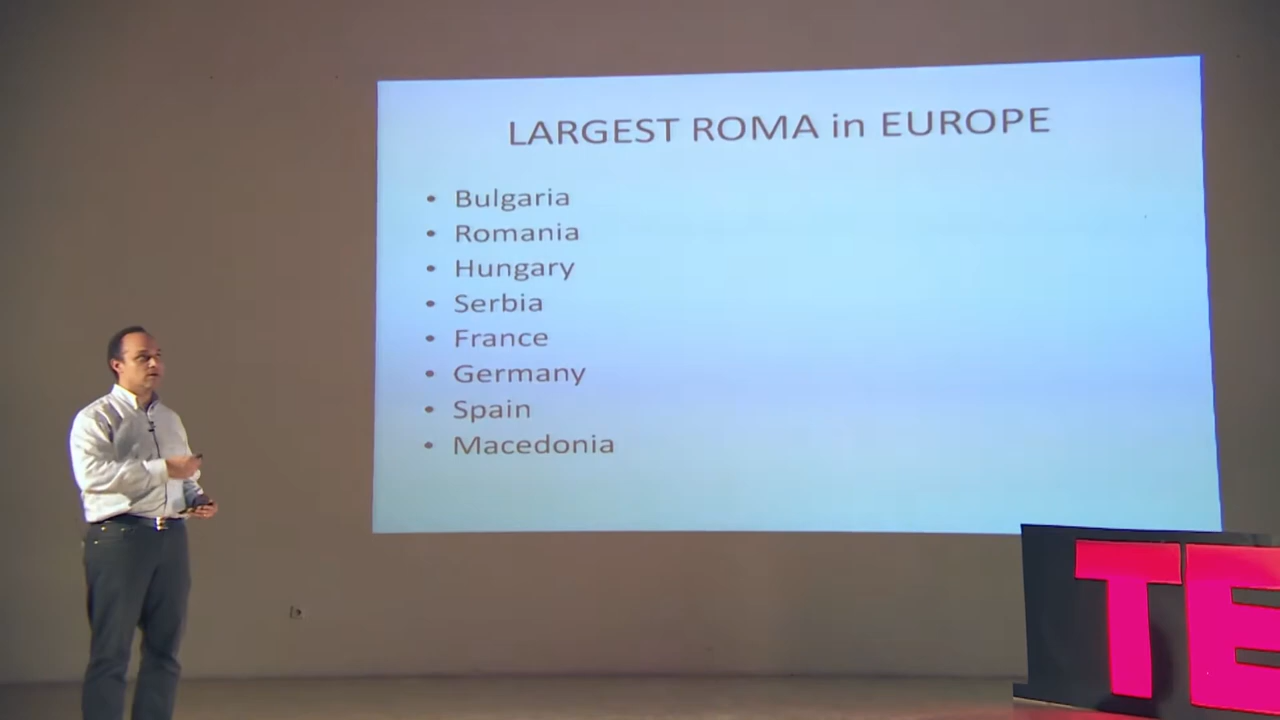 LARGEST ROMA in EUROPE
• Bulgaria
• Romania
• Hungary
• Serbia
• France
• Germany
• Spain
• Macedonia
TE